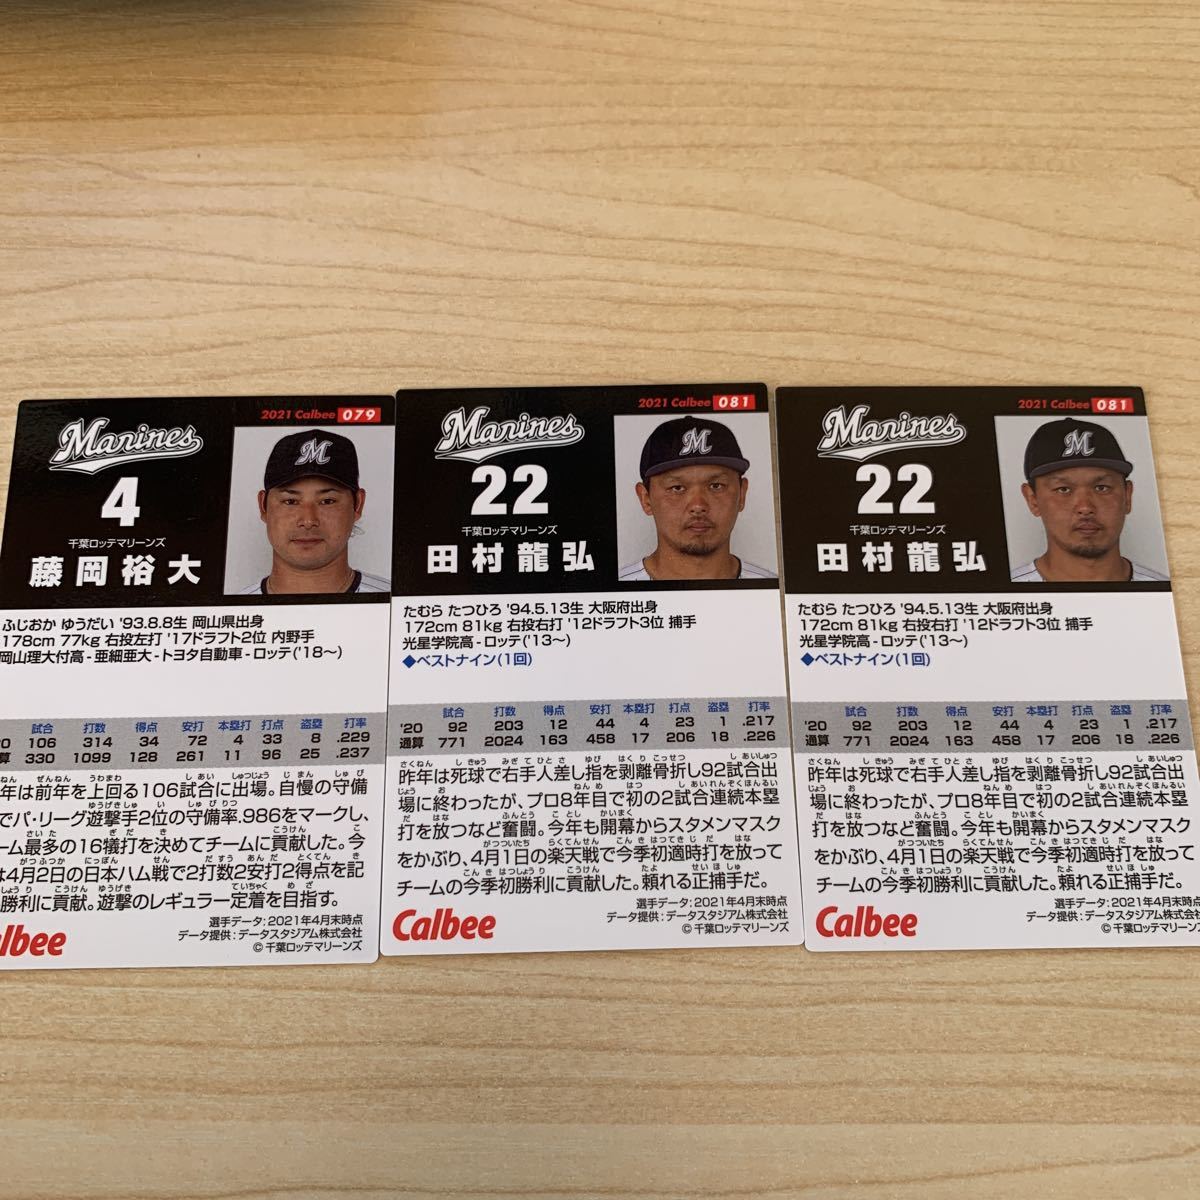 2021 Calbee 079
Marines
4
千葉ロッテマリーンズ
藤岡裕大
ふじおか ゆうだい '93.8.8生 岡山県出身
178cm 77kg 右投左打 '17ドラフト2位 内野手
岡山理大付高-亜細亜大-トヨタ自動車-ロッテ('18〜)
試合 打数 得点 安打 本塁打 打点 盗塁 打率
20 106 314 34 72 4 33 8 .229
算 330 1099 128 261 11 96 25 .237
年は前年を上回る106試合に出場。自慢の守備
でパ・リーグ遊撃手2位の守備率.986をマークし、
ーム最多の16犠打を決めてチームに貢献した。今
は4月2日の日本ハム戦で2打数2安打2得点を記
勝利に貢献。遊撃のレギュラー定着を目指す。
選手データ:2021年4月末時点
データ提供:データスタジアム株式会社
© 千葉ロッテマリーンズ
lbee
2021 Calbee 081
Marines
22
千葉ロッテマリーンズ
田村龍弘
たむら たつひろ '94.5.13生 大阪府出身
172cm 81kg 右投右打 '12ドラフト3位 捕手
光星学院高-ロッテ('13〜)
◆ベストナイン(1回)
試合 打数 得点 安打 本塁打 打点 盗塁 打率
'20 92 203 12 44 4 23 1 .217
通算 771 2024 163 458 17 206 18 .226
昨年は死球で右手人差し指を剥離骨折し92試合出
場に終わったが、プロ8年目で初の2試合連続本塁
打を放つなど奮闘。今年も開幕からスタメンマスク
をかぶり、4月1日の楽天戦で今季初適時打を放って
チームの今季初勝利に貢献した。頼れる正捕手だ。
選手データ:2021年4月末時点
データ提供:データスタジアム株式会社
© 千葉ロッテマリーンズ
Calbee
2021 Calbee 081
Marines
22
千葉ロッテマリーンズ
田村龍弘
たむら たつひろ '94.5.13生 大阪府出身
172cm 81kg 右投右打 '12ドラフト3位 捕手
光星学院高-ロッテ('13〜)
◆ベストナイン(1回)
試合 打数 得点 安打 本塁打 打点 盗塁 打率
'20 92 203 12 44 4 23 1 .217
通算 771 2024 163 458 17 206 18 .226
昨年は死球で右手人差し指を剥離骨折し92試合出
場に終わったが、プロ8年目で初の2試合連続本塁
打を放つなど奮闘。今年も開幕からスタメンマスク
をかぶり、4月1日の楽天戦で今季初適時打を放って
チームの今季初勝利に貢献した。頼れる正捕手だ。
選手データ:2021年4月末時点
データ提供:データスタジアム株式会社
© 千葉ロッテマリーンズ
Calbee